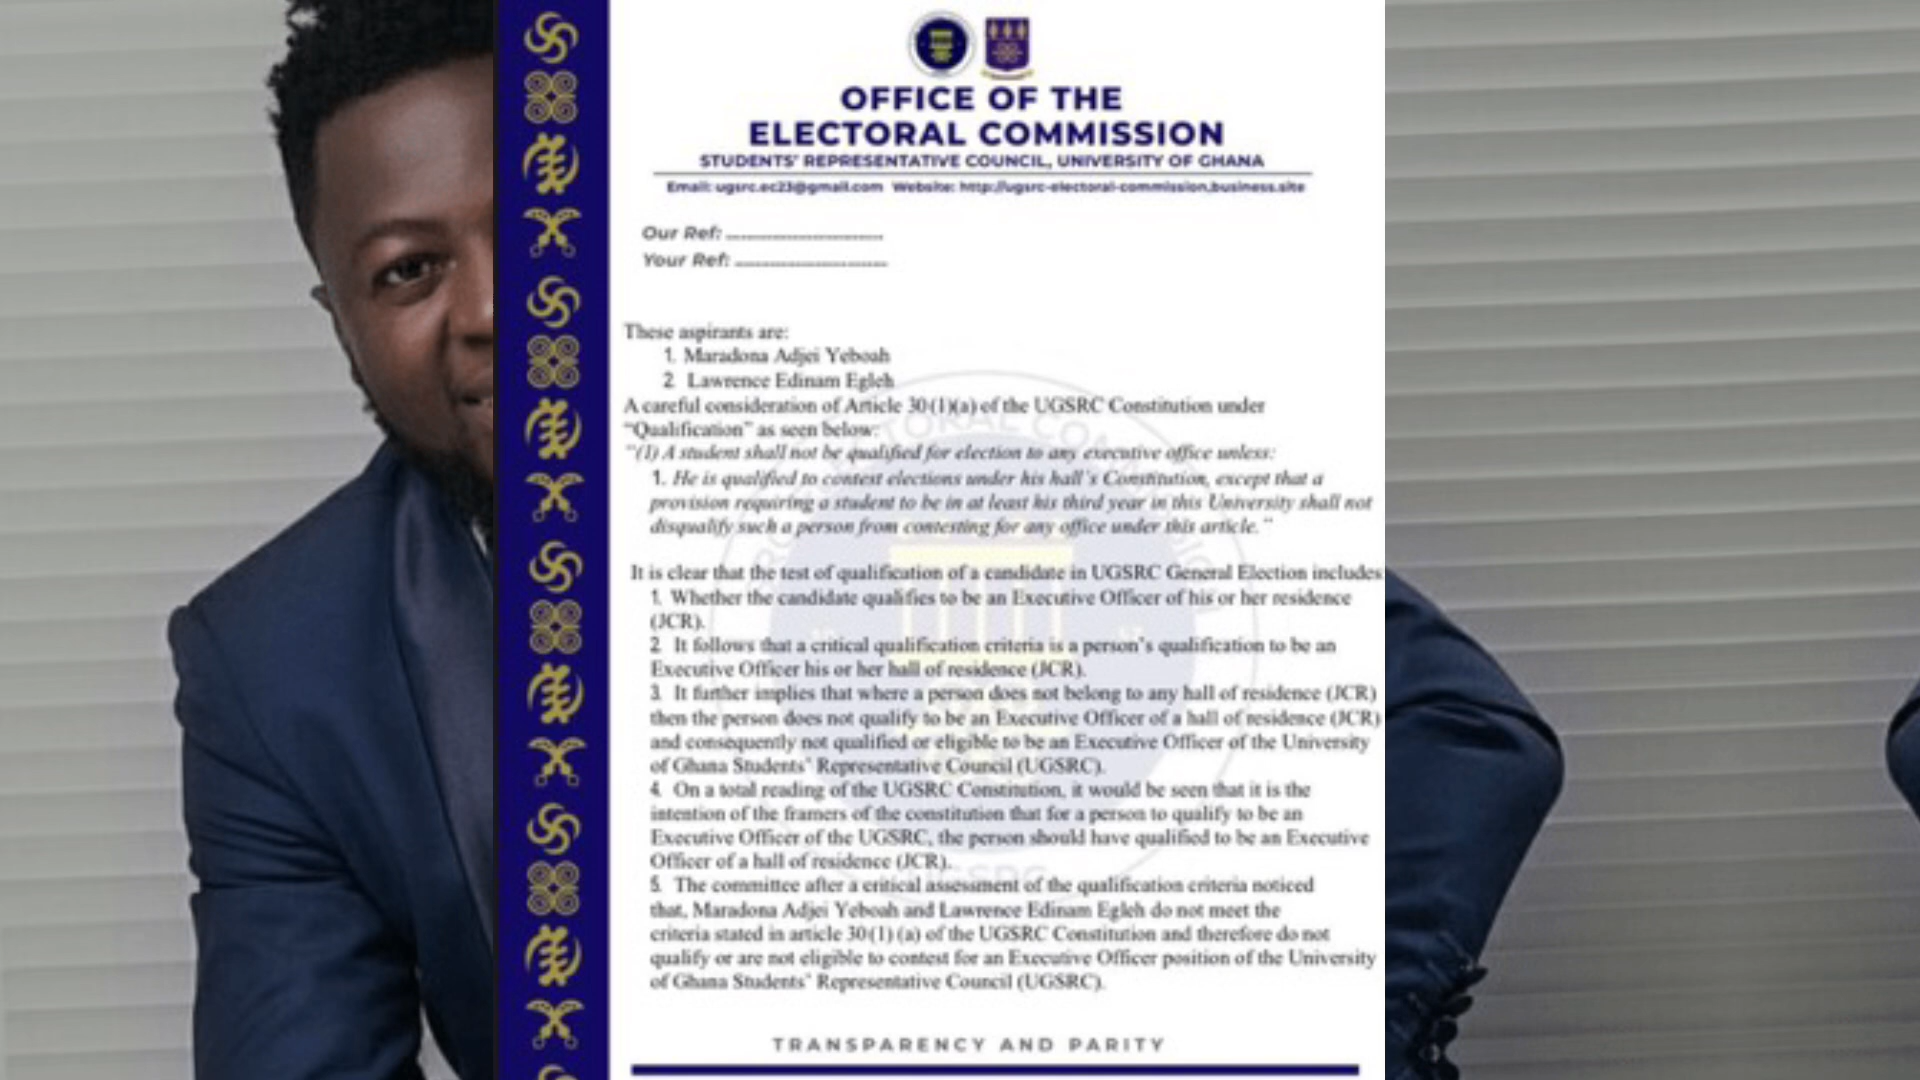 OFFICE OF THE
ELECTORAL COMMISSION
STUDENTS' REPRESENTATIVE COUNCIL, UNIVERSITY OF GHANA
Email: ugsrc.ec23@gmail.com Website: http://ugsrc-electoral-commission,business.site
Our Ref: ................................
Your Ref: ...............................
These aspirants are:
1. Maradona Adjei Yeboah
2 Lawrence Edinam Egleh
A careful consideration of Article 30(1)(a) of the UGSRC Constitution under
"Qualification" as seen below:
"(1) A student shall not be qualified for election to any executive office unless:
1. He is qualified to contest elections under his hall's Constitution, except that a
provision requiring a student to be in at least his third year in this University shall not
disqualify such a person from contesting for any office under this article."
It is clear that the test of qualification of a candidate in UGSRC General Election includes
1. Whether the candidate qualifies to be an Executive Officer of his or her residence
(JCR).
2 It follows that a critical qualification criteria is a person's qualification to be an
Executive Officer his or her hall of residence (JCR).
3. It further implies that where a person does not belong to any hall of residence (JCR)
then the person does not qualify to be an Executive Officer of a hall of residence (JCR)
and consequently not qualified or eligible to be an Executive Officer of the University
of Ghana Students' Representative Council (UGSRC).
4. On a total reading of the UGSRC Constitution, it would be seen that it is the
intention of the framers of the constitution that for a person to qualify to be an
Executive Officer of the UGSRC, the person should have qualified to be an Executive
Officer of a hall of residence (JCR).
5. The committee after a critical assessment of the qualification criteria noticed
that, Maradona Adjei Yeboah and Lawrence Edinam Egleh do not meet the
criteria stated in article 30(1) (a) of the UGSRC Constitution and therefore do not
qualify or are not eligible to contest for an Executive Officer position of the University
of Ghana Students' Representative Council (UGSRC).
TRANSPARENCY AND PARITY